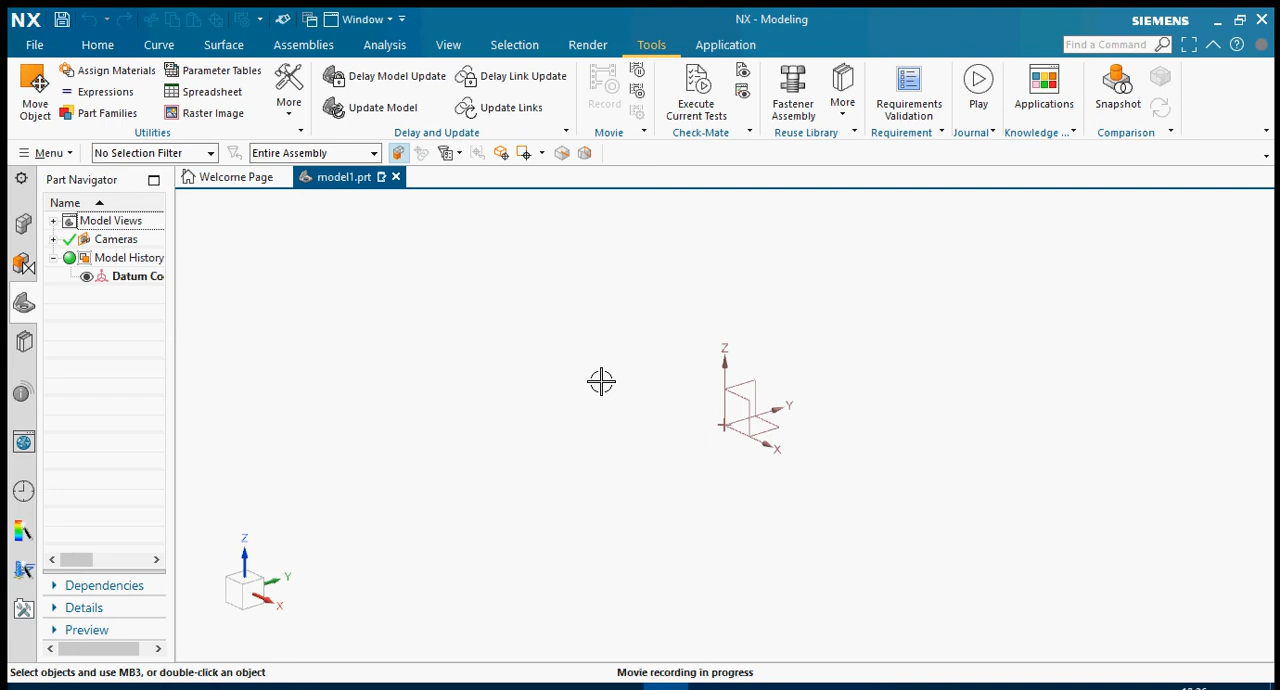 NX
Window
NX - Modeling
SIEMENS
File
Home
Curve
Surface
Assemblies
Analysis
View
Selection
Render
Tools
Application
Find a Command
Move Object
Assign Materials
Expressions
Part Families
Parameter Tables
Spreadsheet
Raster Image
More
Utilities
Delay Model Update
Update Model
Delay Link Update
Update Links
Delay and Update
Record
Movie
Execute
Current Tests
Check-Mate
Fastener
Assembly
More
Reuse Library
Requirements
Validation
Requirement
Play
Journal
Applications
Knowledge ...
Snapshot
Comparison
Menu
No Selection Filter
Entire Assembly
Part Navigator
Welcome Page
model1.prt
Name
Model Views
Cameras
Model History
Datum Co
Z
Y
X
Z
Y
X
Dependencies
Details
Preview
Select objects and use MB3, or double-click an object
Movie recording in progress